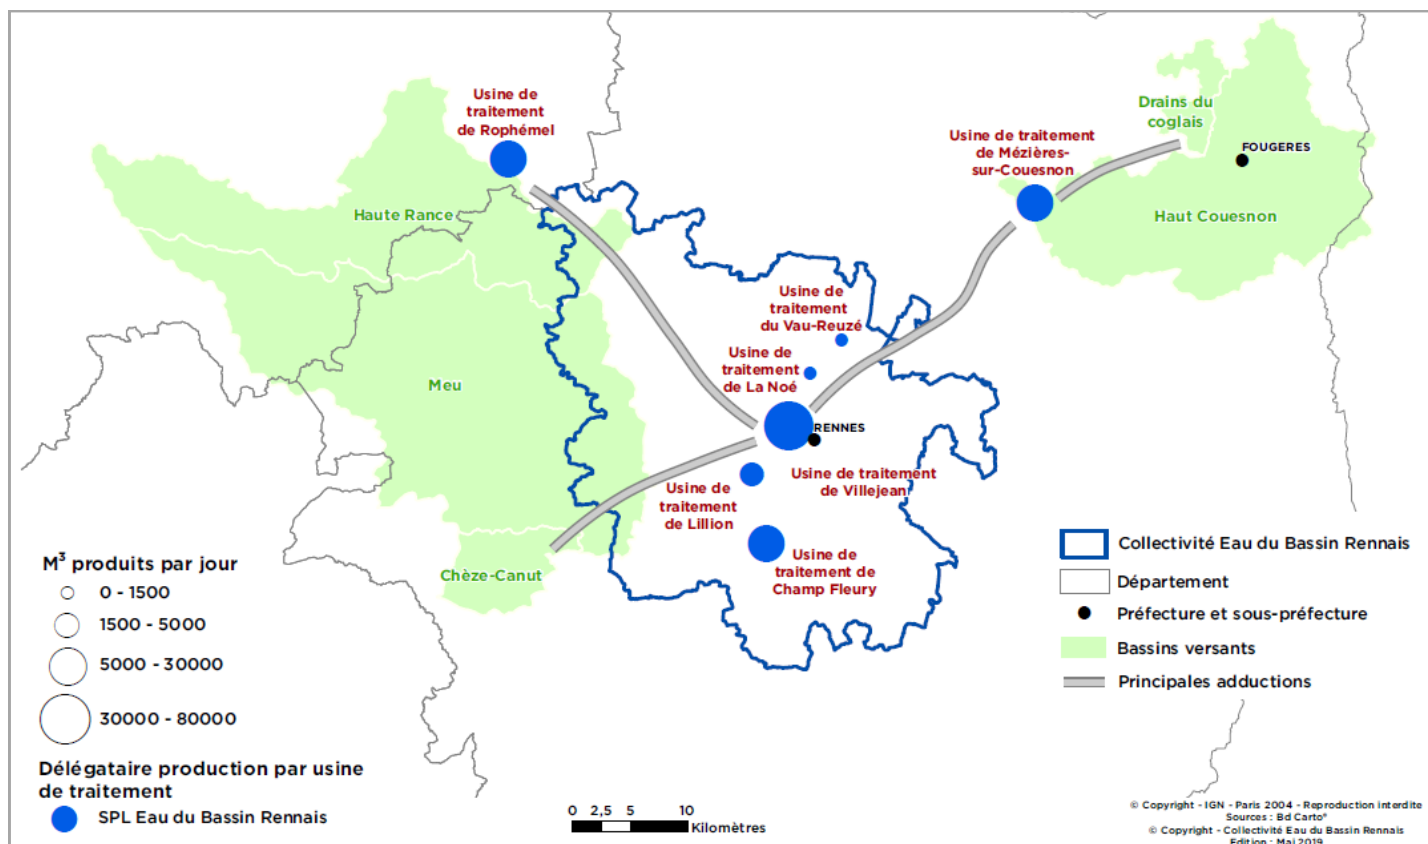 Usine de
traitement
de Rophémel
Drains du
coglais
Usine de traitement
de Mézières-
sur-Couesnon
FOUGERES
Haute Rance
Haut Couesnon
Usine de
traitement
du Vau-Reuzé
Usine de
traitement
de La Noé
Meu
RENNES
Usine de traitement
de Villejean
Usine de
traitement
de Lillion
Usine de
traitement de
Champ Fleury
Chèze-Canut
M³ produits par jour
0 - 1500
1500 - 5000
5000 - 30000
30000 - 80000
Délégataire production par usine
de traitement
SPL Eau du Bassin Rennais
0 2,5 5 10
Kilomètres
Collectivité Eau du Bassin Rennais
Département
Préfecture et sous-préfecture
Bassins versants
Principales adductions
© Copyright - IGN - Paris 2004 - Reproduction interdite
Sources : Bd Carto®
© Copyright - Collectivité Eau du Bassin Rennais
Edition : Mai 2019